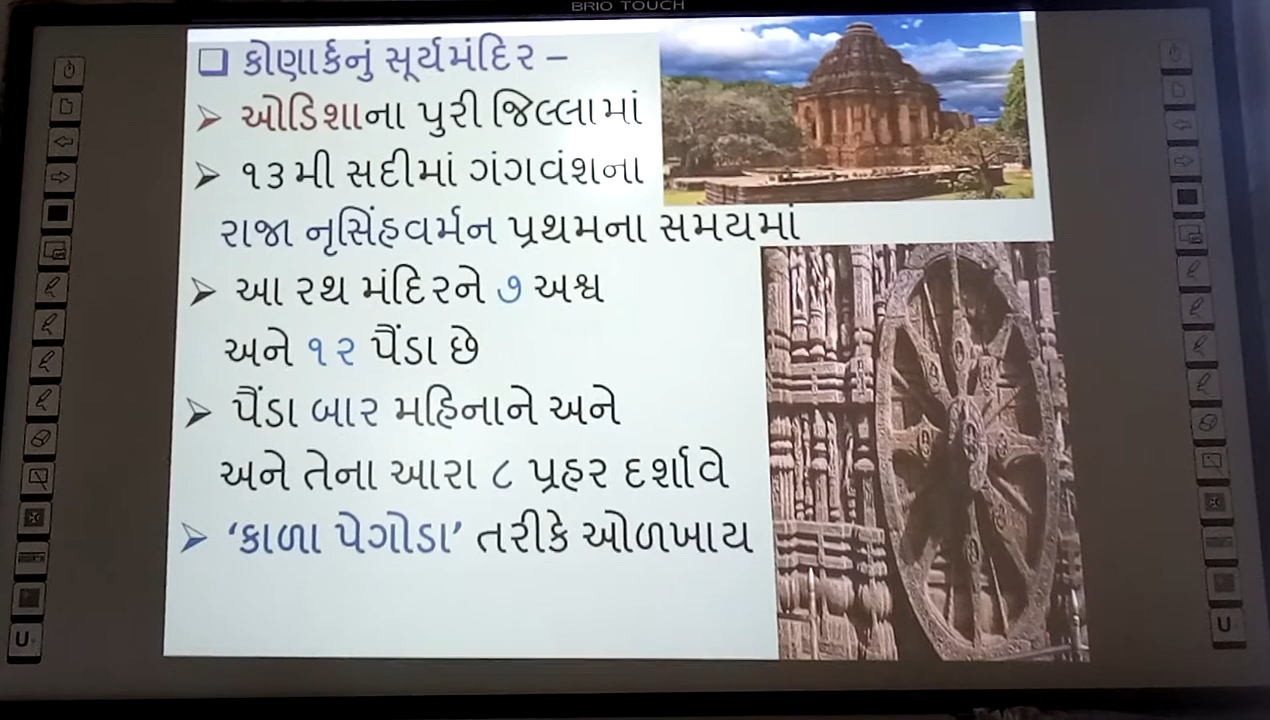 BRIO TOUCH
❑ કોણાર્કનું સૂર્યમંદિર –
➢ ઓડિશાના પુરી જિલ્લામાં
➢ ૧૩મી સદીમાં ગંગવંશના
રાજા નૃસિંહવર્મન પ્રથમના સમયમાં
➢ આ રથ મંદિરને ૭ અશ્વ
અને ૧૨ પૈંડા છે
➢ પૈંડા બાર મહિનાને અને
અને તેના આરા ૮ પ્રહર દર્શાવે
➢ ‘કાળા પેગોડા’ તરીકે ઓળખાય